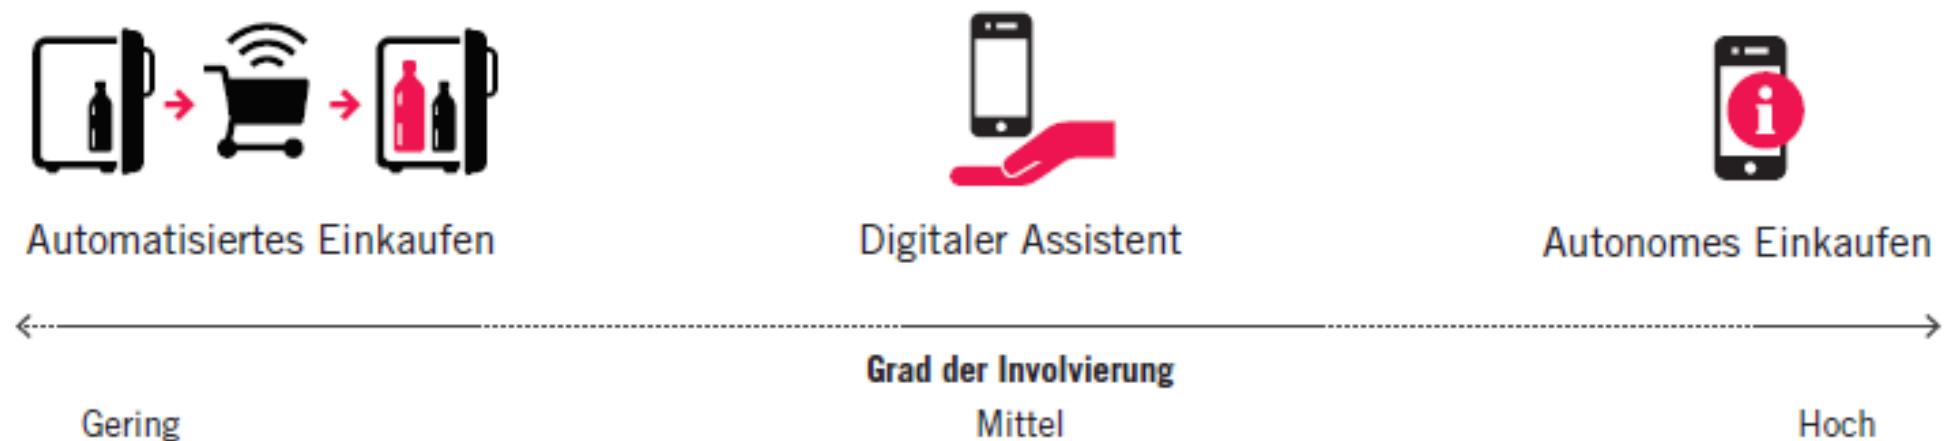 Automatisiertes Einkaufen
Digitaler Assistent
Autonomes Einkaufen
Grad der Involvierung
Gering
Mittel
Hoch